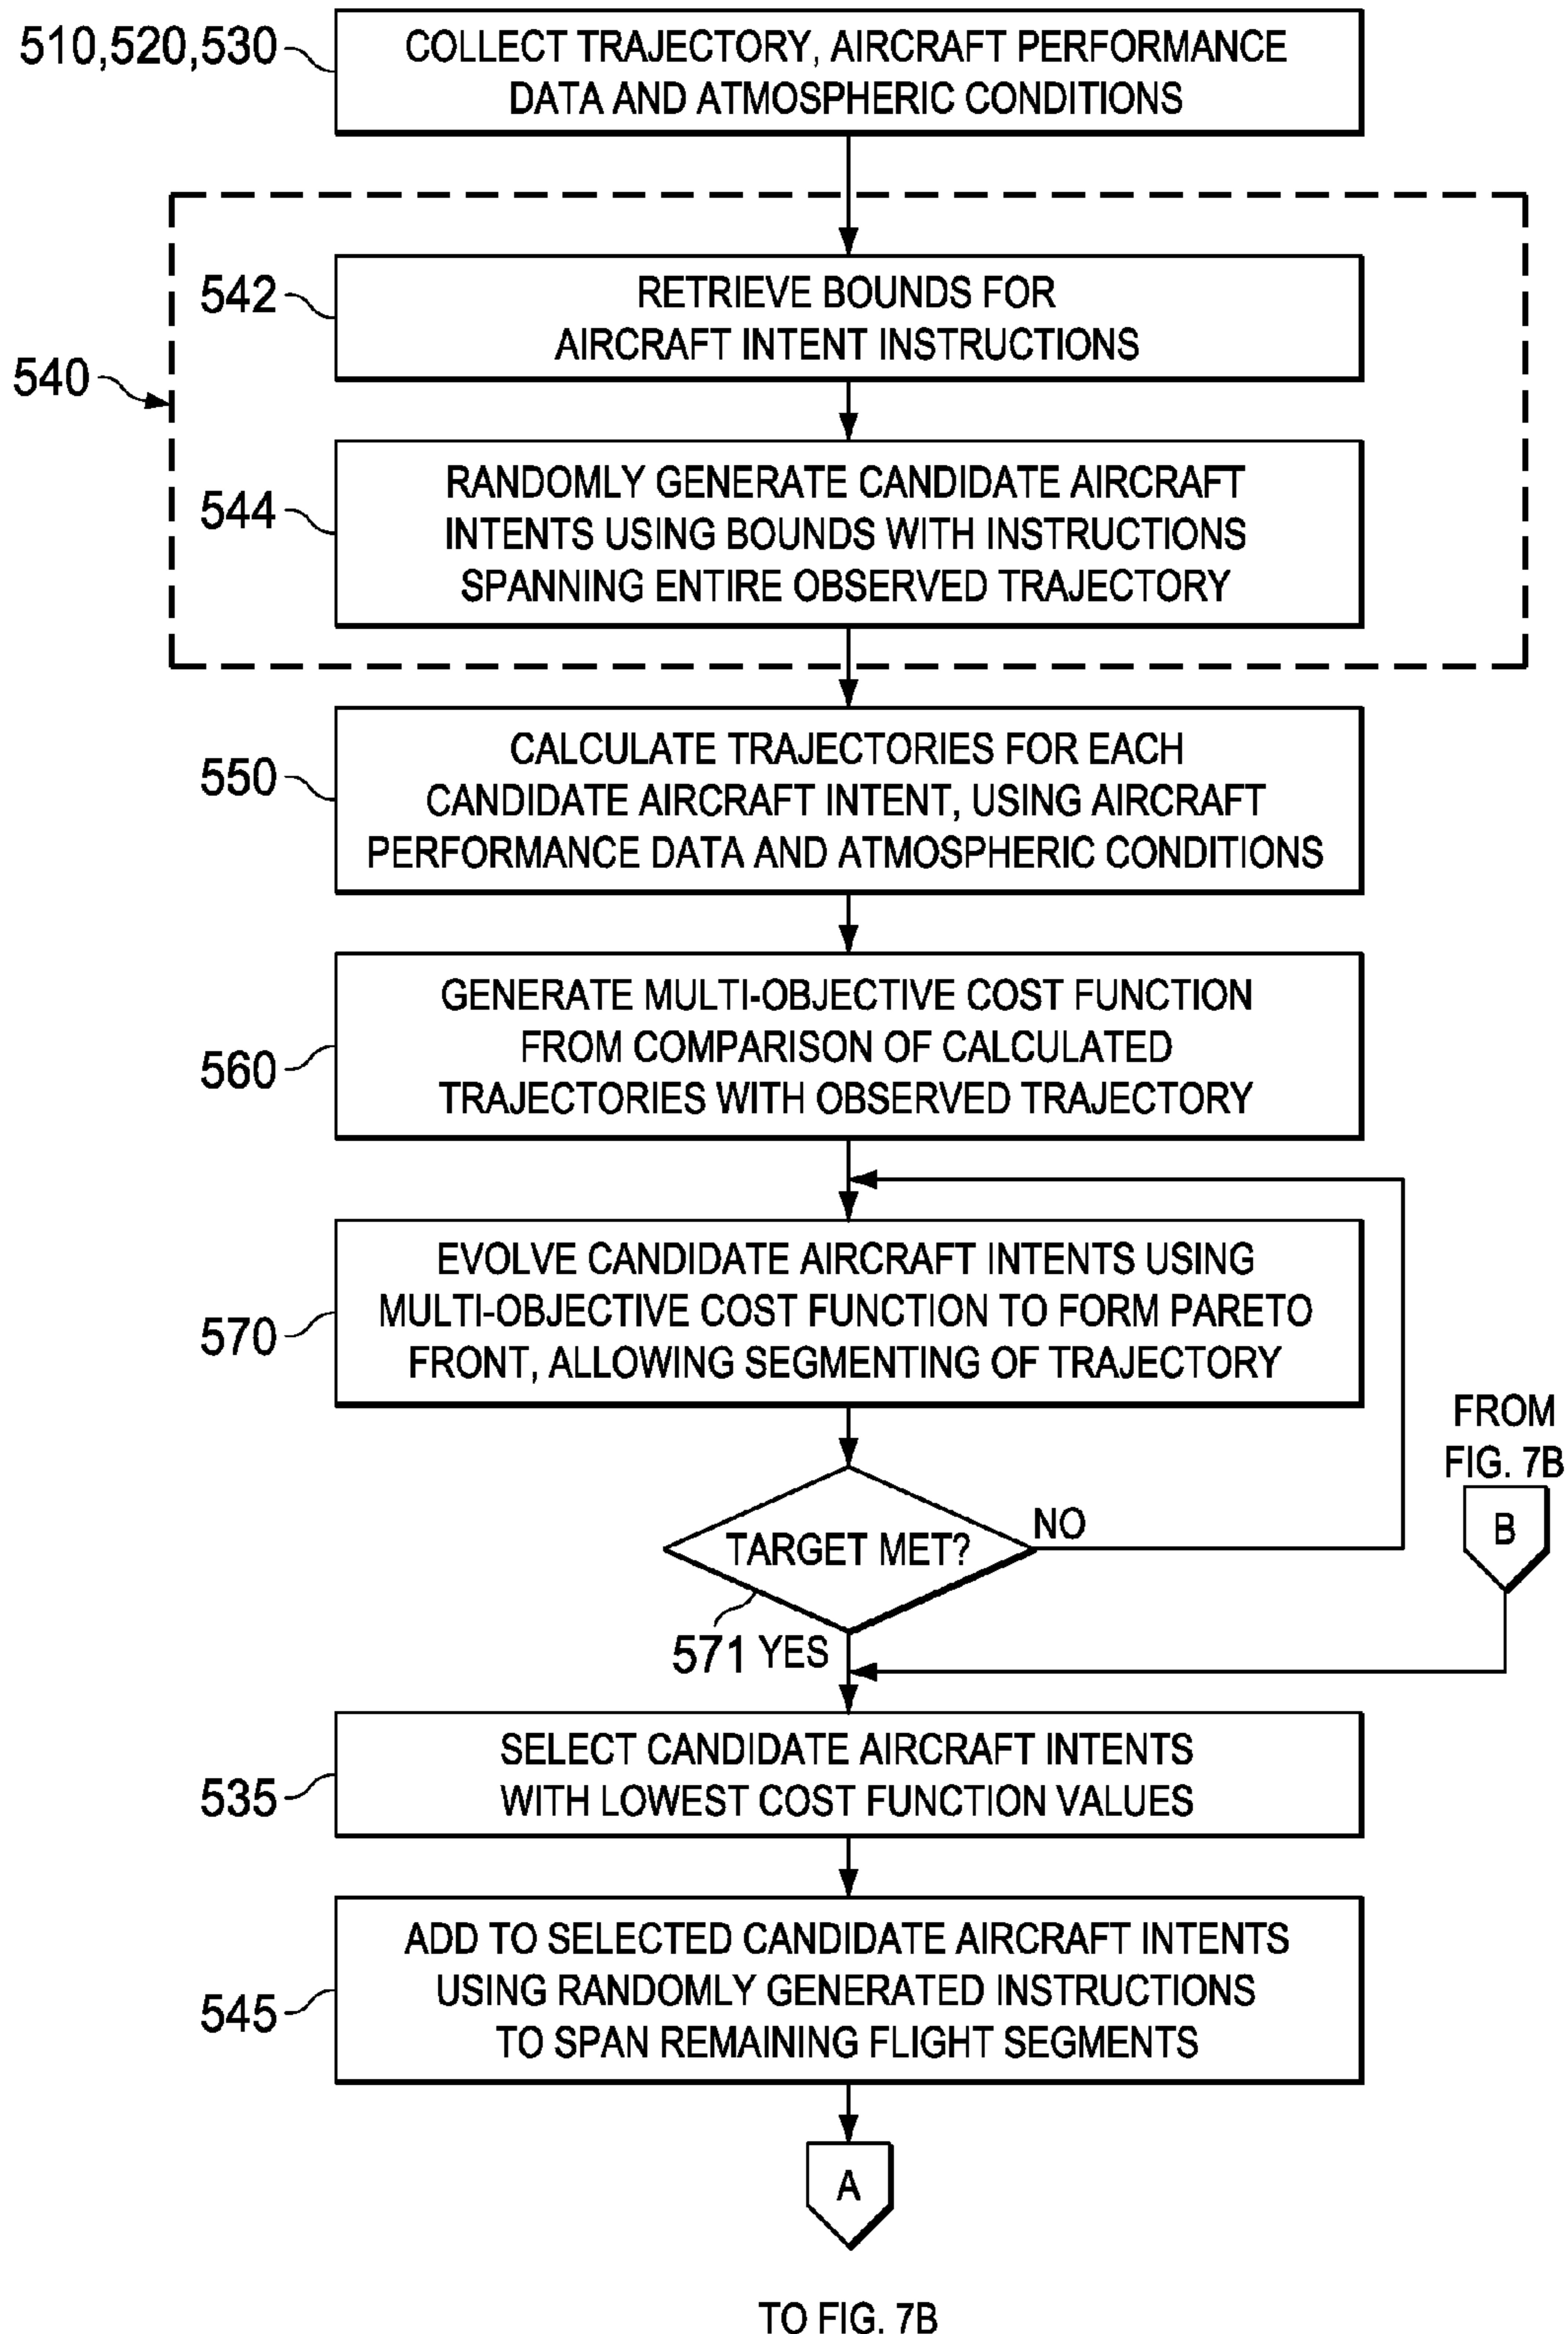 510,520,530
COLLECT TRAJECTORY, AIRCRAFT PERFORMANCE
DATA AND ATMOSPHERIC CONDITIONS
542
RETRIEVE BOUNDS FOR
AIRCRAFT INTENT INSTRUCTIONS
540
544
RANDOMLY GENERATE CANDIDATE AIRCRAFT
INTENTS USING BOUNDS WITH INSTRUCTIONS
SPANNING ENTIRE OBSERVED TRAJECTORY
550
CALCULATE TRAJECTORIES FOR EACH
CANDIDATE AIRCRAFT INTENT, USING AIRCRAFT
PERFORMANCE DATA AND ATMOSPHERIC CONDITIONS
560
GENERATE MULTI-OBJECTIVE COST FUNCTION
FROM COMPARISON OF CALCULATED
TRAJECTORIES WITH OBSERVED TRAJECTORY
570
EVOLVE CANDIDATE AIRCRAFT INTENTS USING
MULTI-OBJECTIVE COST FUNCTION TO FORM PARETO
FRONT, ALLOWING SEGMENTING OF TRAJECTORY
FROM
FIG. 7B
B
TARGET MET?
NO
571
YES
535
SELECT CANDIDATE AIRCRAFT INTENTS
WITH LOWEST COST FUNCTION VALUES
545
ADD TO SELECTED CANDIDATE AIRCRAFT INTENTS
USING RANDOMLY GENERATED INSTRUCTIONS
TO SPAN REMAINING FLIGHT SEGMENTS
A
TO FIG. 7B